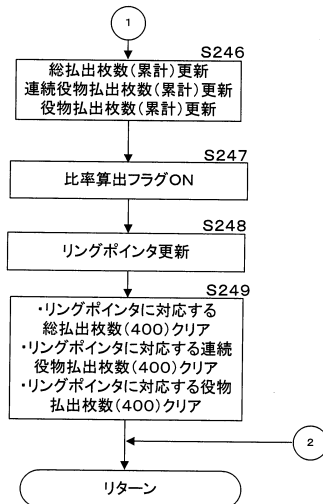 1
S246
総払出枚数(累計)更新
連続役物払出枚数(累計)更新
役物払出枚数(累計)更新
S247
比率算出フラグON
S248
リングポインタ更新
S249
・リングポインタに対応する
総払出枚数(400)クリア
・リングポインタに対応する連続
役物払出枚数(400)クリア
・リングポインタに対応する役物
払出枚数(400)クリア
2
リターン